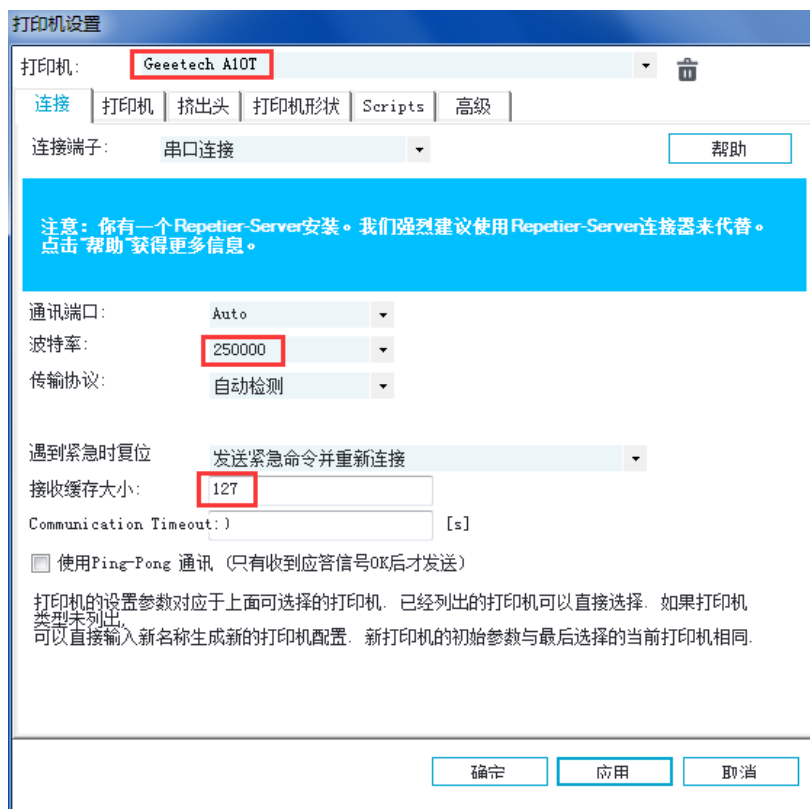 打印机设置
打印机: Geeetech A10T
连接 打印机 挤出头 打印机形状 Scripts 高级
连接端子: 串口连接 帮助
注意：你有一个Repetier-Server安装。我们强烈建议使用Repetier-Server连接器来代替。
点击"帮助"获得更多信息。
通讯端口: Auto
波特率: 250000
传输协议: 自动检测
遇到紧急时复位 发送紧急命令并重新连接
接收缓存大小: 127
Communication Timeout:) [s]
使用Ping-Pong 通讯 (只有收到应答信号OK后才发送)
打印机的设置参数对应于上面可选择的打印机. 已经列出的打印机可以直接选择. 如果打印机
类型未列出,
可以直接输入新名称生成新的打印机配置. 新打印机的初始参数与最后选择的当前打印机相同.
确定 应用 取消